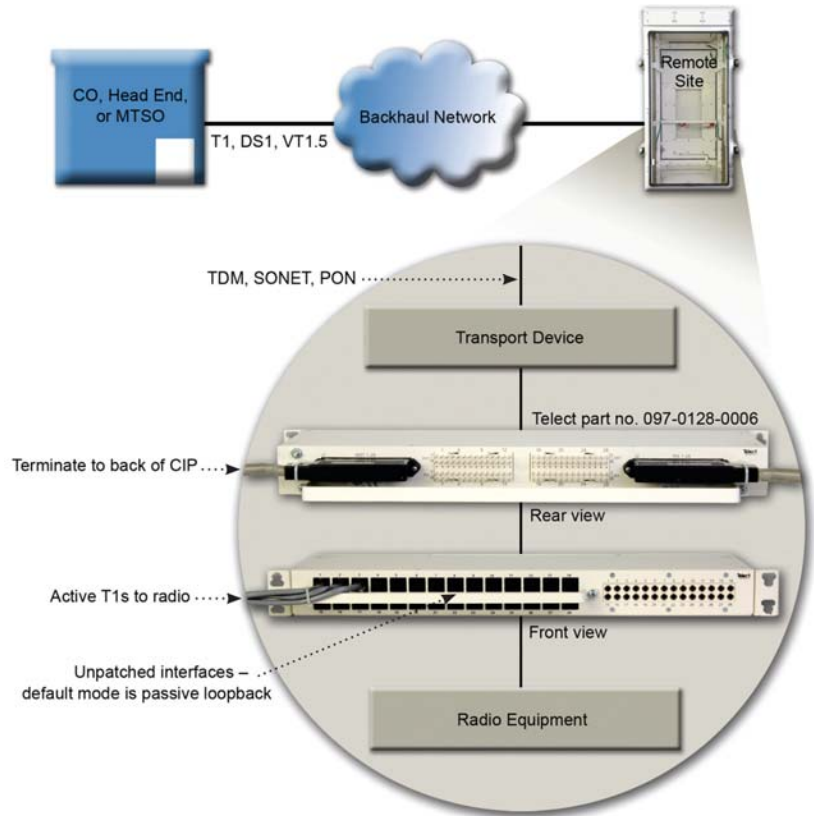 CO, Head End,
or MTSO
T1, DS1, VT1.5
Backhaul Network
Remote
Site
TDM, SONET, PON
Transport Device
Telect part no. 097-0128-0006
Terminate to back of CIP
Rear view
Active T1s to radio
Front view
Unpatched interfaces –
default mode is passive loopback
Radio Equipment